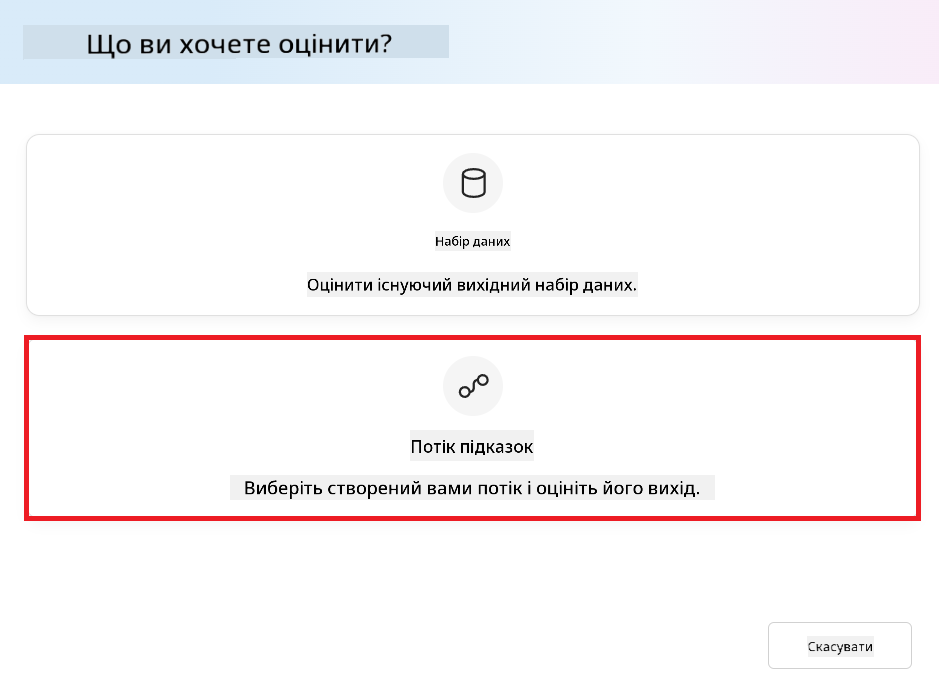 Що ви хочете оцінити?
Набір даних
Оцінити існуючий вихідний набір даних.
Потік підказок
Виберіть створений вами потік і оцініть його вихід.
Скасувати